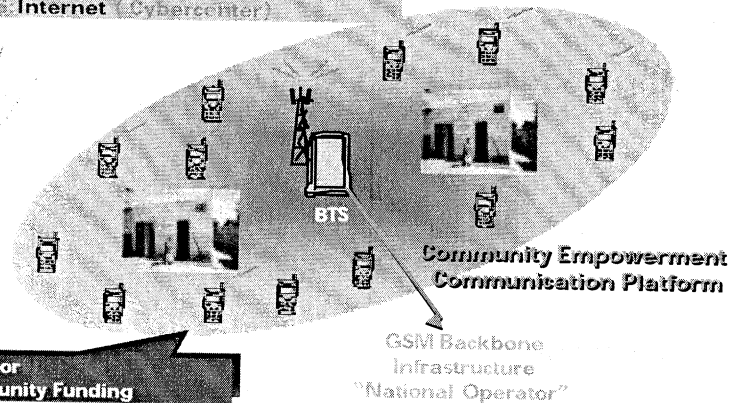 Internet (Cybercenter)
BTS
Community Empowerment
Communication Platform
GSM Backbone
Infrastructure
"National Operator"
or
unity Funding